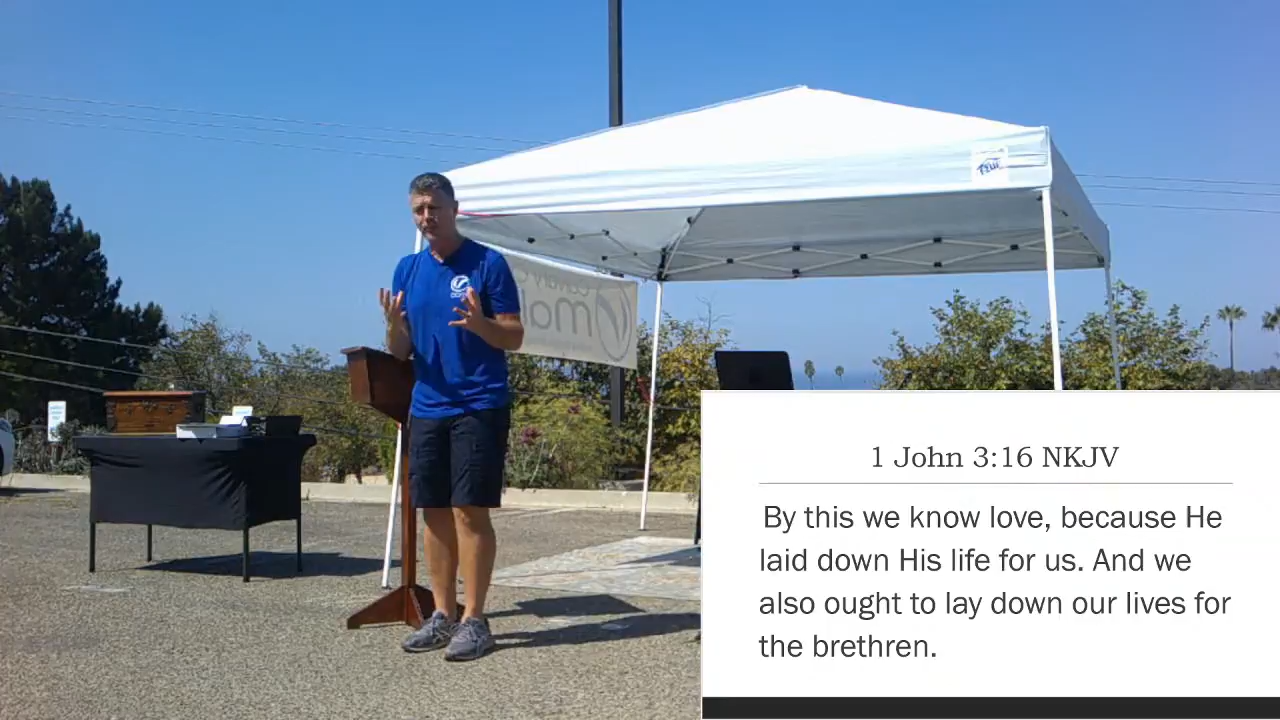 1 John 3:16 NKJV
By this we know love, because He
laid down His life for us. And we
also ought to lay down our lives for
the brethren.